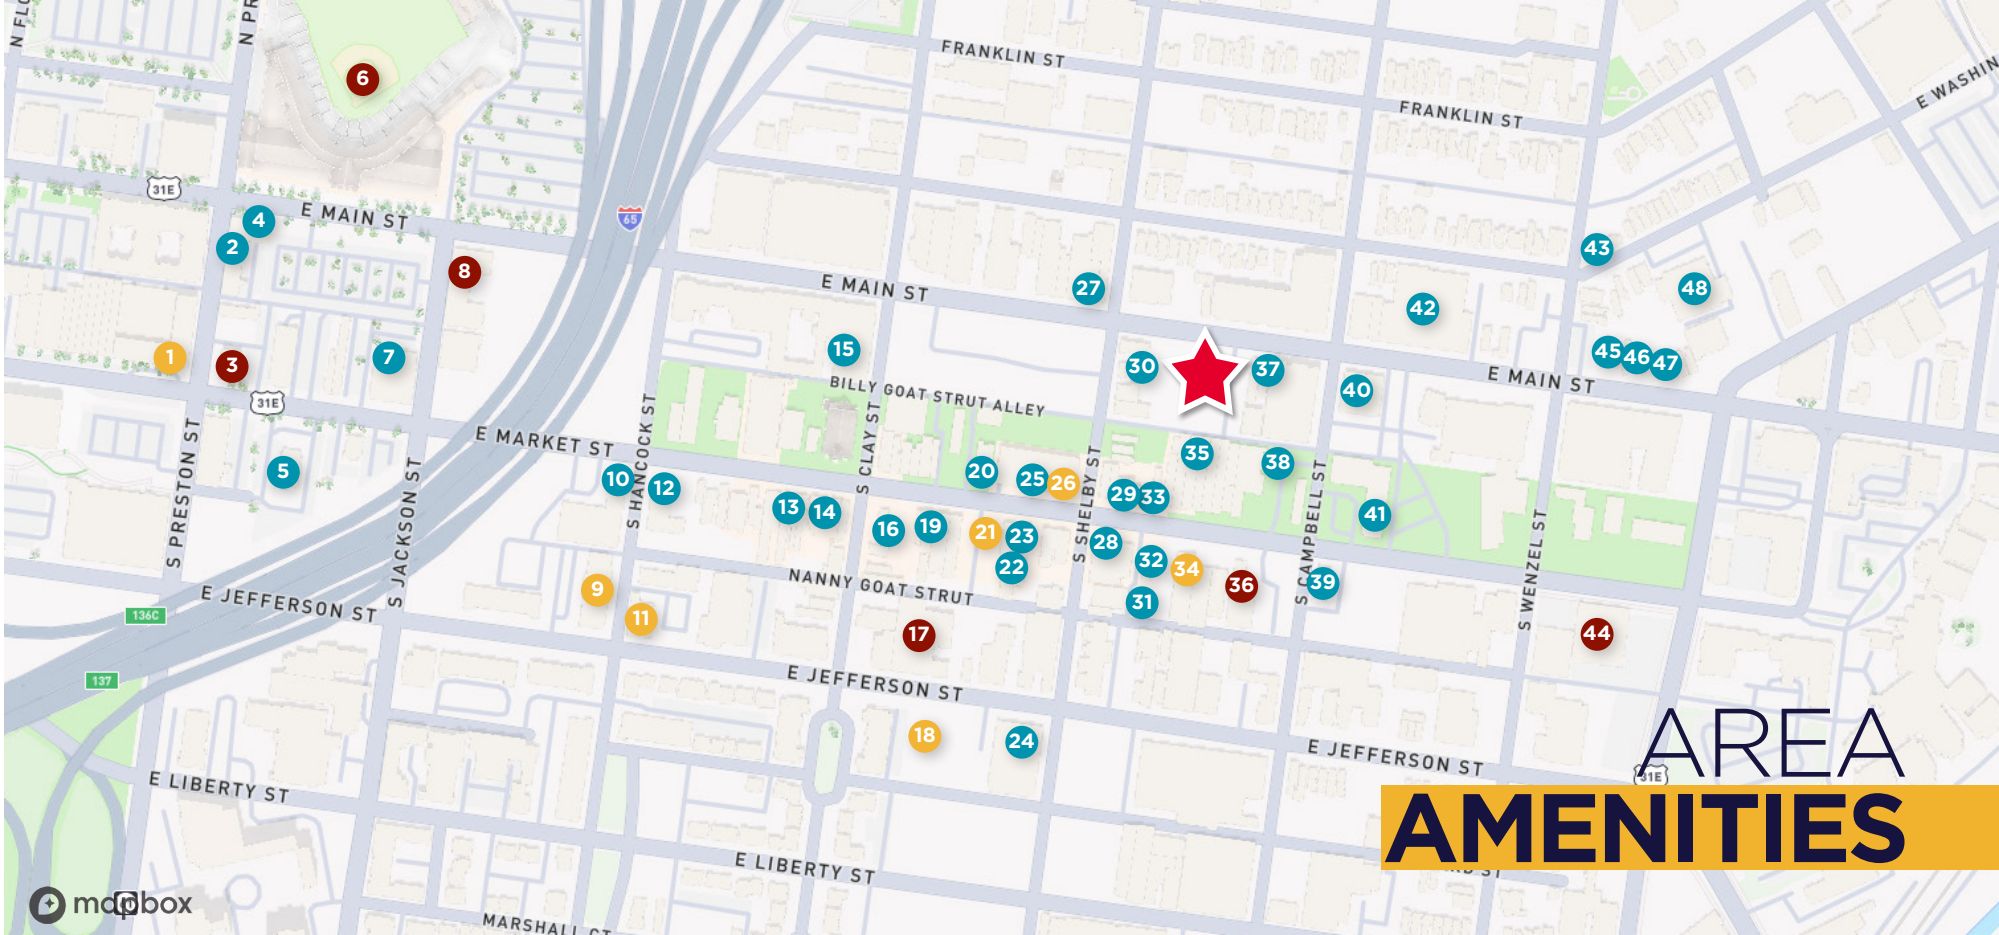 N FLO
N PR
6
FRANKLIN ST
FRANKLIN ST
E WASHIN
31E
4
E MAIN ST
65
2
8
43
E MAIN ST
27
48
42
1
3
7
15
30
37
45
46
47
E MAIN ST
40
31E
BILLY GOAT STRUT ALLEY
E MARKET ST
S HANCOCK ST
S CLAY ST
S PRESTON ST
5
S JACKSON ST
10
12
20
25
26
S SHELBY ST
29
33
35
38
S CAMPBELL ST
41
13
14
16
19
21
23
22
28
32
34
36
39
31
S WENZEL ST
NANNY GOAT STRUT
9
11
E JEFFERSON ST
136C
17
44
137
E JEFFERSON ST
18
24
E JEFFERSON ST
31E
AREA
AMENITIES
E LIBERTY ST
E LIBERTY ST
mapbox
MARSHALL CT